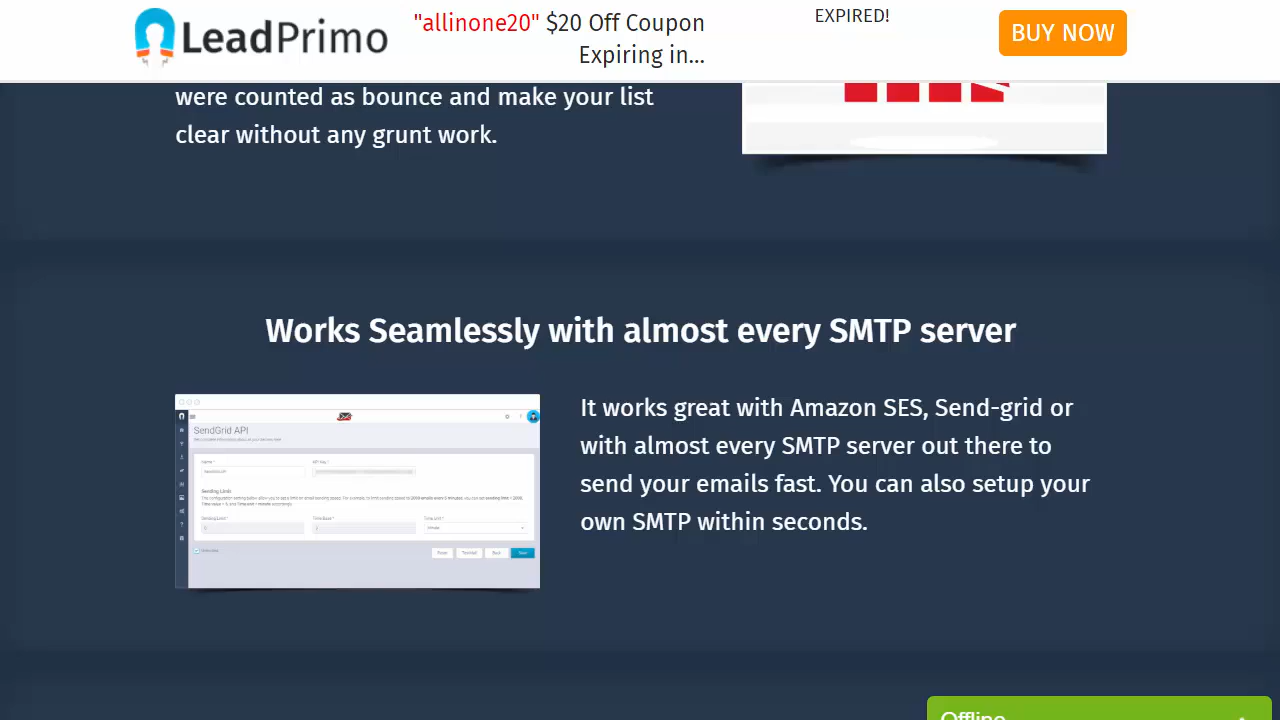 LeadPrimo
"allinone20" $20 Off Coupon
Expiring in...
EXPIRED!
BUY NOW
were counted as bounce and make your list
clear without any grunt work.
Works Seamlessly with almost every SMTP server
SendGrid API
It works great with Amazon SES, Send-grid or
with almost every SMTP server out there to
send your emails fast. You can also setup your
own SMTP within seconds.
Sending Limits
Offline